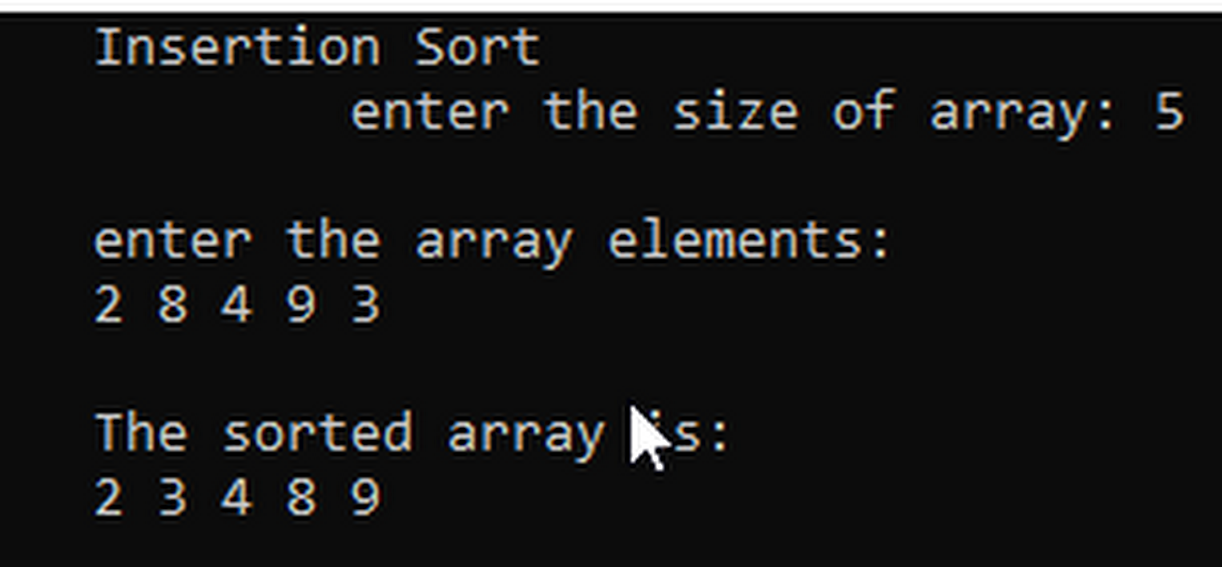 Insertion Sort
enter the size of array: 5
enter the array elements:
2 8 4 9 3
The sorted array is:
2 3 4 8 9